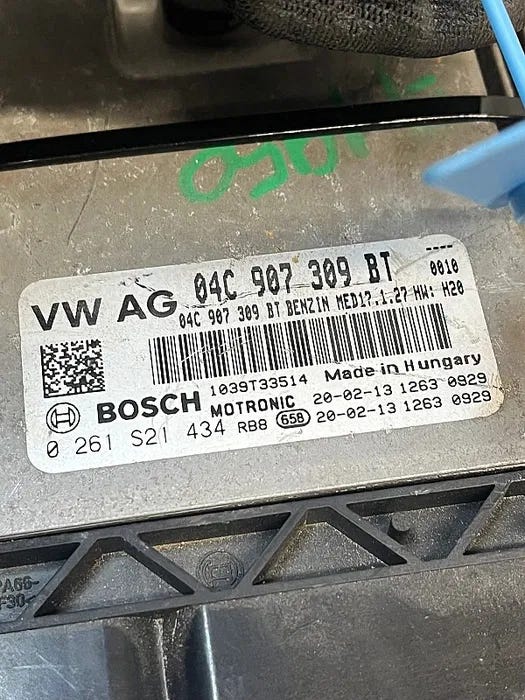 VW AG 04C 907 309 BT
----
0010
04C 907 309 BT BENZIN MED17.1.27 HW: H20
1039T33514 Made in Hungary
BOSCH MOTRONIC 20-02-13 1263 0929
0 261 S21 434 RB8 658 20-02-13 1263 0929